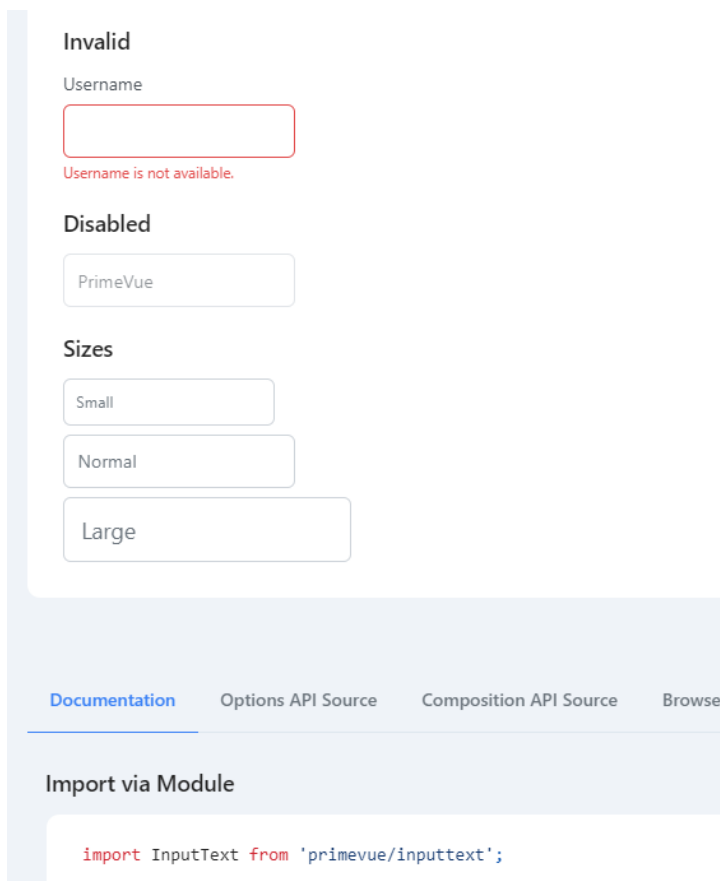 Invalid
Username
Username is not available.
Disabled
PrimeVue
Sizes
Small
Normal
Large
Documentation Options API Source Composition API Source Browse
Import via Module
import InputText from 'primevue/inputtext';